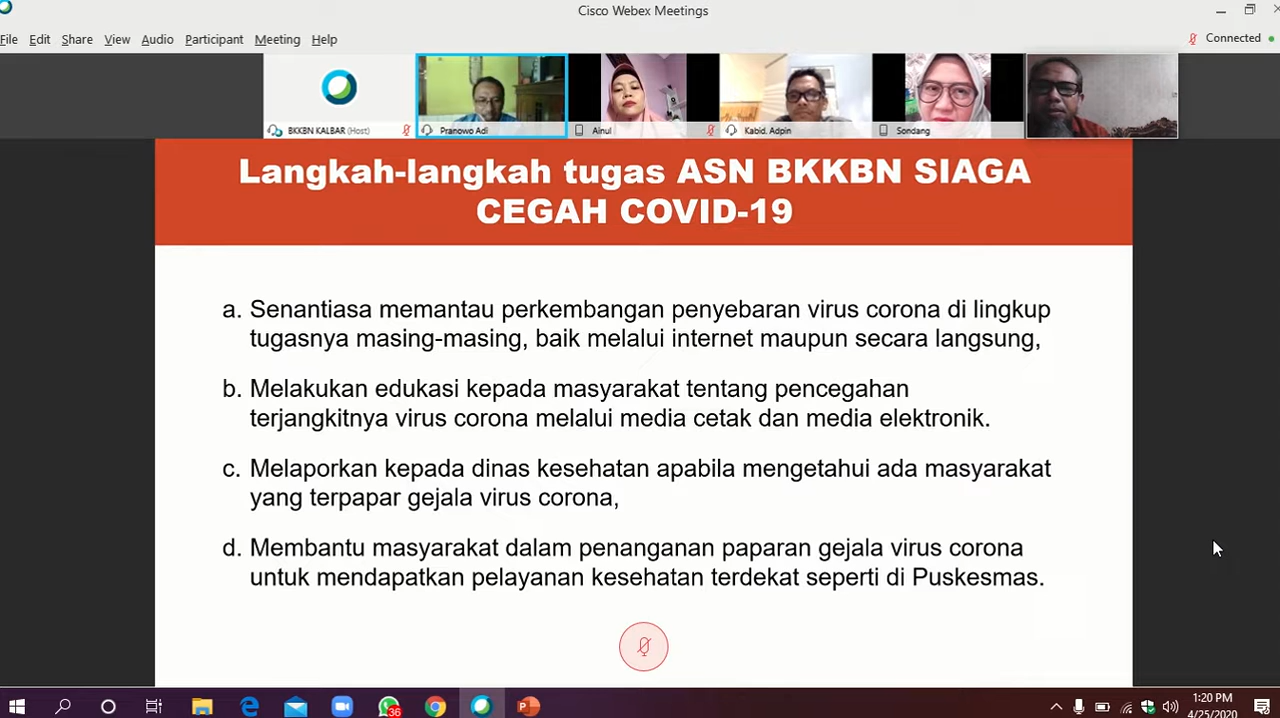 Cisco Webex Meetings
File Edit Share View Audio Participant Meeting Help
Connected
BKKBN KALBAR (Host)
Pranowo Adi
Ainul
Kabid. Adpin
Sondang
Langkah-langkah tugas ASN BKKBN SIAGA
CEGAH COVID-19
a. Senantiasa memantau perkembangan penyebaran virus corona di lingkup
tugasnya masing-masing, baik melalui internet maupun secara langsung,
b. Melakukan edukasi kepada masyarakat tentang pencegahan
terjangkitnya virus corona melalui media cetak dan media elektronik.
c. Melaporkan kepada dinas kesehatan apabila mengetahui ada masyarakat
yang terpapar gejala virus corona,
d. Membantu masyarakat dalam penanganan paparan gejala virus corona
untuk mendapatkan pelayanan kesehatan terdekat seperti di Puskesmas.
36
1:20 PM
4/25/2020